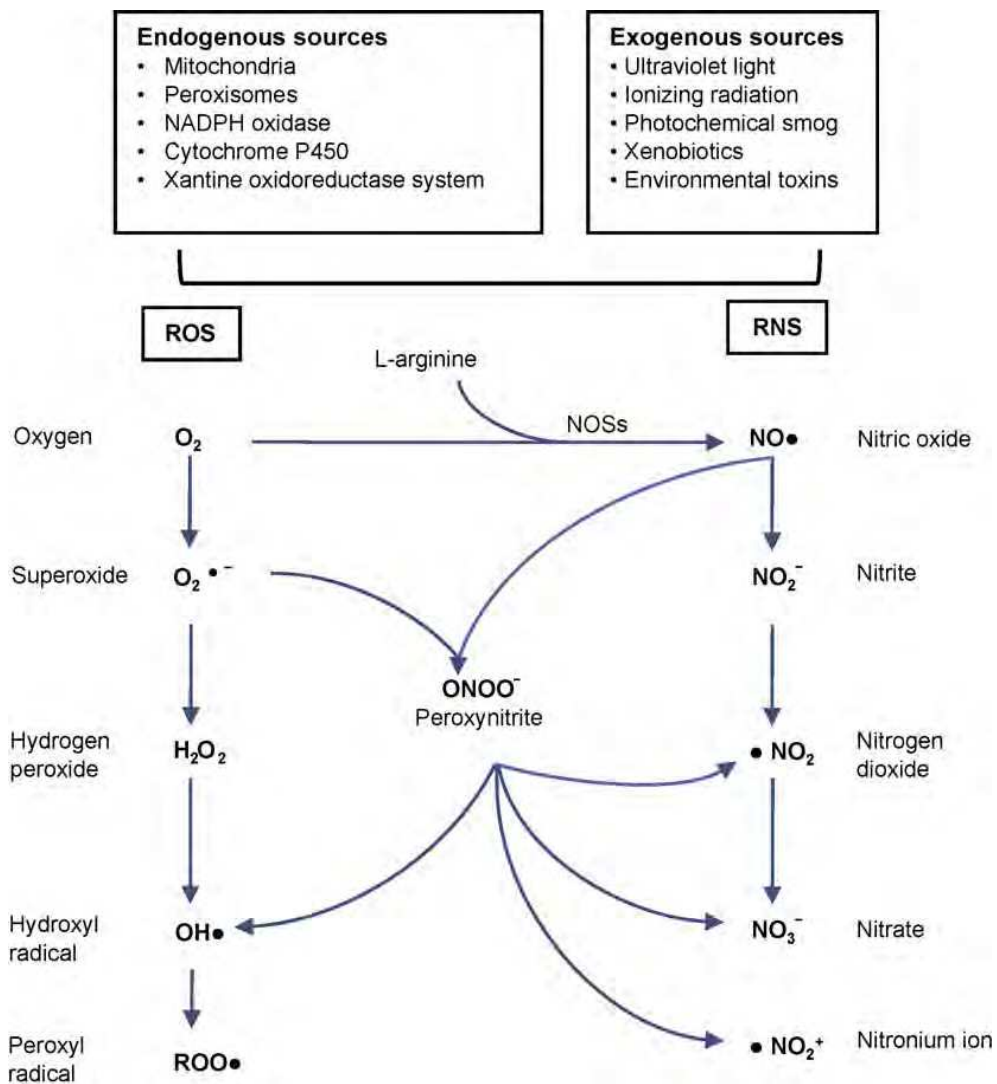 Endogenous sources
• Mitochondria
• Peroxisomes
• NADPH oxidase
• Cytochrome P450
• Xantine oxidoreductase system
Exogenous sources
• Ultraviolet light
• Ionizing radiation
• Photochemical smog
• Xenobiotics
• Environmental toxins
ROS
RNS
L-arginine
NOSs
Oxygen
O₂
NO●
Nitric oxide
Superoxide
O₂•⁻
NO₂⁻
Nitrite
ONOO⁻
Peroxynitrite
Hydrogen
peroxide
H₂O₂
● NO₂
Nitrogen
dioxide
Hydroxyl
radical
OH●
NO₃⁻
Nitrate
Peroxyl
radical
ROO●
● NO₂⁺
Nitronium ion